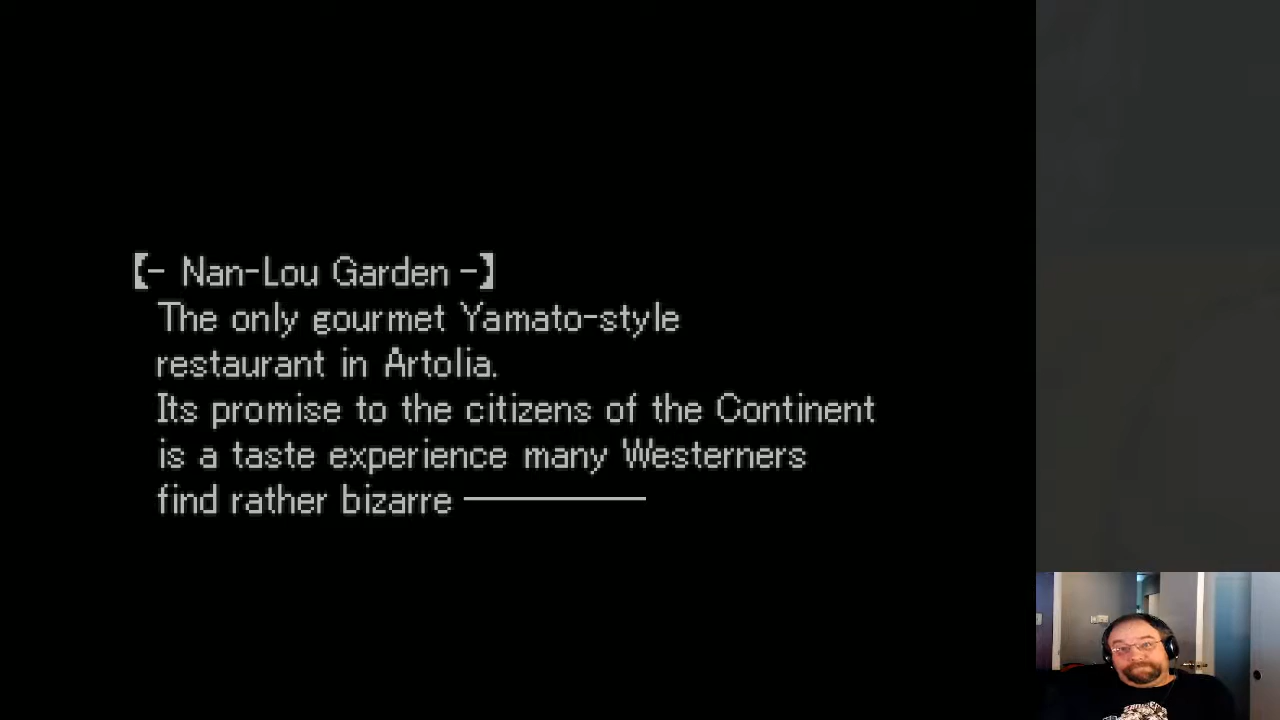 【- Nan-Lou Garden -】
The only gourmet Yamato-style
restaurant in Artolia.
Its promise to the citizens of the Continent
is a taste experience many Westerners
find rather bizarre ————